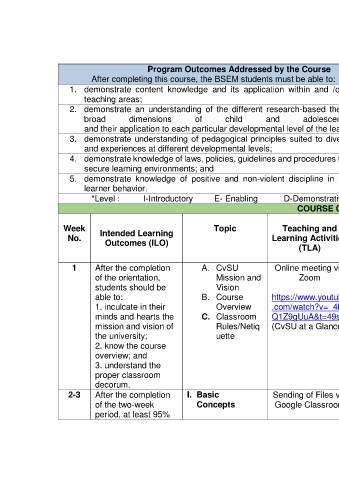 Program Outcomes Addressed by the Course
After completing this course, the BSEM students must be able to:
1. demonstrate content knowledge and its application within and /o
teaching areas;
2. demonstrate an understanding of the different research-based the
broad dimensions of child and adolescen
and their application to each particular developmental level of the lea
3. demonstrate understanding of pedagogical principles suited to dive
and experiences at different developmental levels;
4. demonstrate knowledge of laws, policies, guidelines and procedures
secure learning environments; and
5. demonstrate knowledge of positive and non-violent discipline in
learner behavior.
*Level : I-Introductory E- Enabling D-Demonstrati
COURSE
Week
No.
Intended Learning
Outcomes (ILO)
Topic
Teaching and
Learning Activitie
(TLA)
1
After the completion
of the orientation,
students should be
able to:
1. inculcate in their
minds and hearts the
mission and vision of
the university;
2. know the course
overview; and
3. understand the
proper classroom
decorum.
A. CvSU
Mission and
Vision
B. Course
Overview
C. Classroom
Rules/Netiq
uette
Online meeting vi
Zoom
https://www.youtu
.com/watch?v=_4
Q1Z9gUuA&t=49s
(CvSU at a Glance
2-3
After the completion
of the two-week
period, at least 95%
I. Basic
Concepts
Sending of Files v
Google Classroo